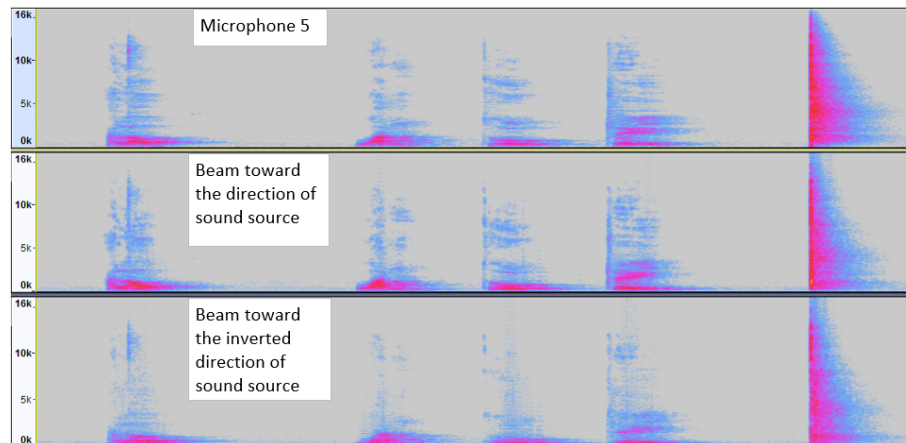 16k
Microphone 5
10k-
5k-
0k
16k
Beam toward
the direction of
sound source
10k-
5k-
0k
16k
Beam toward
the inverted
direction of
sound source
10k-
5k-
0k